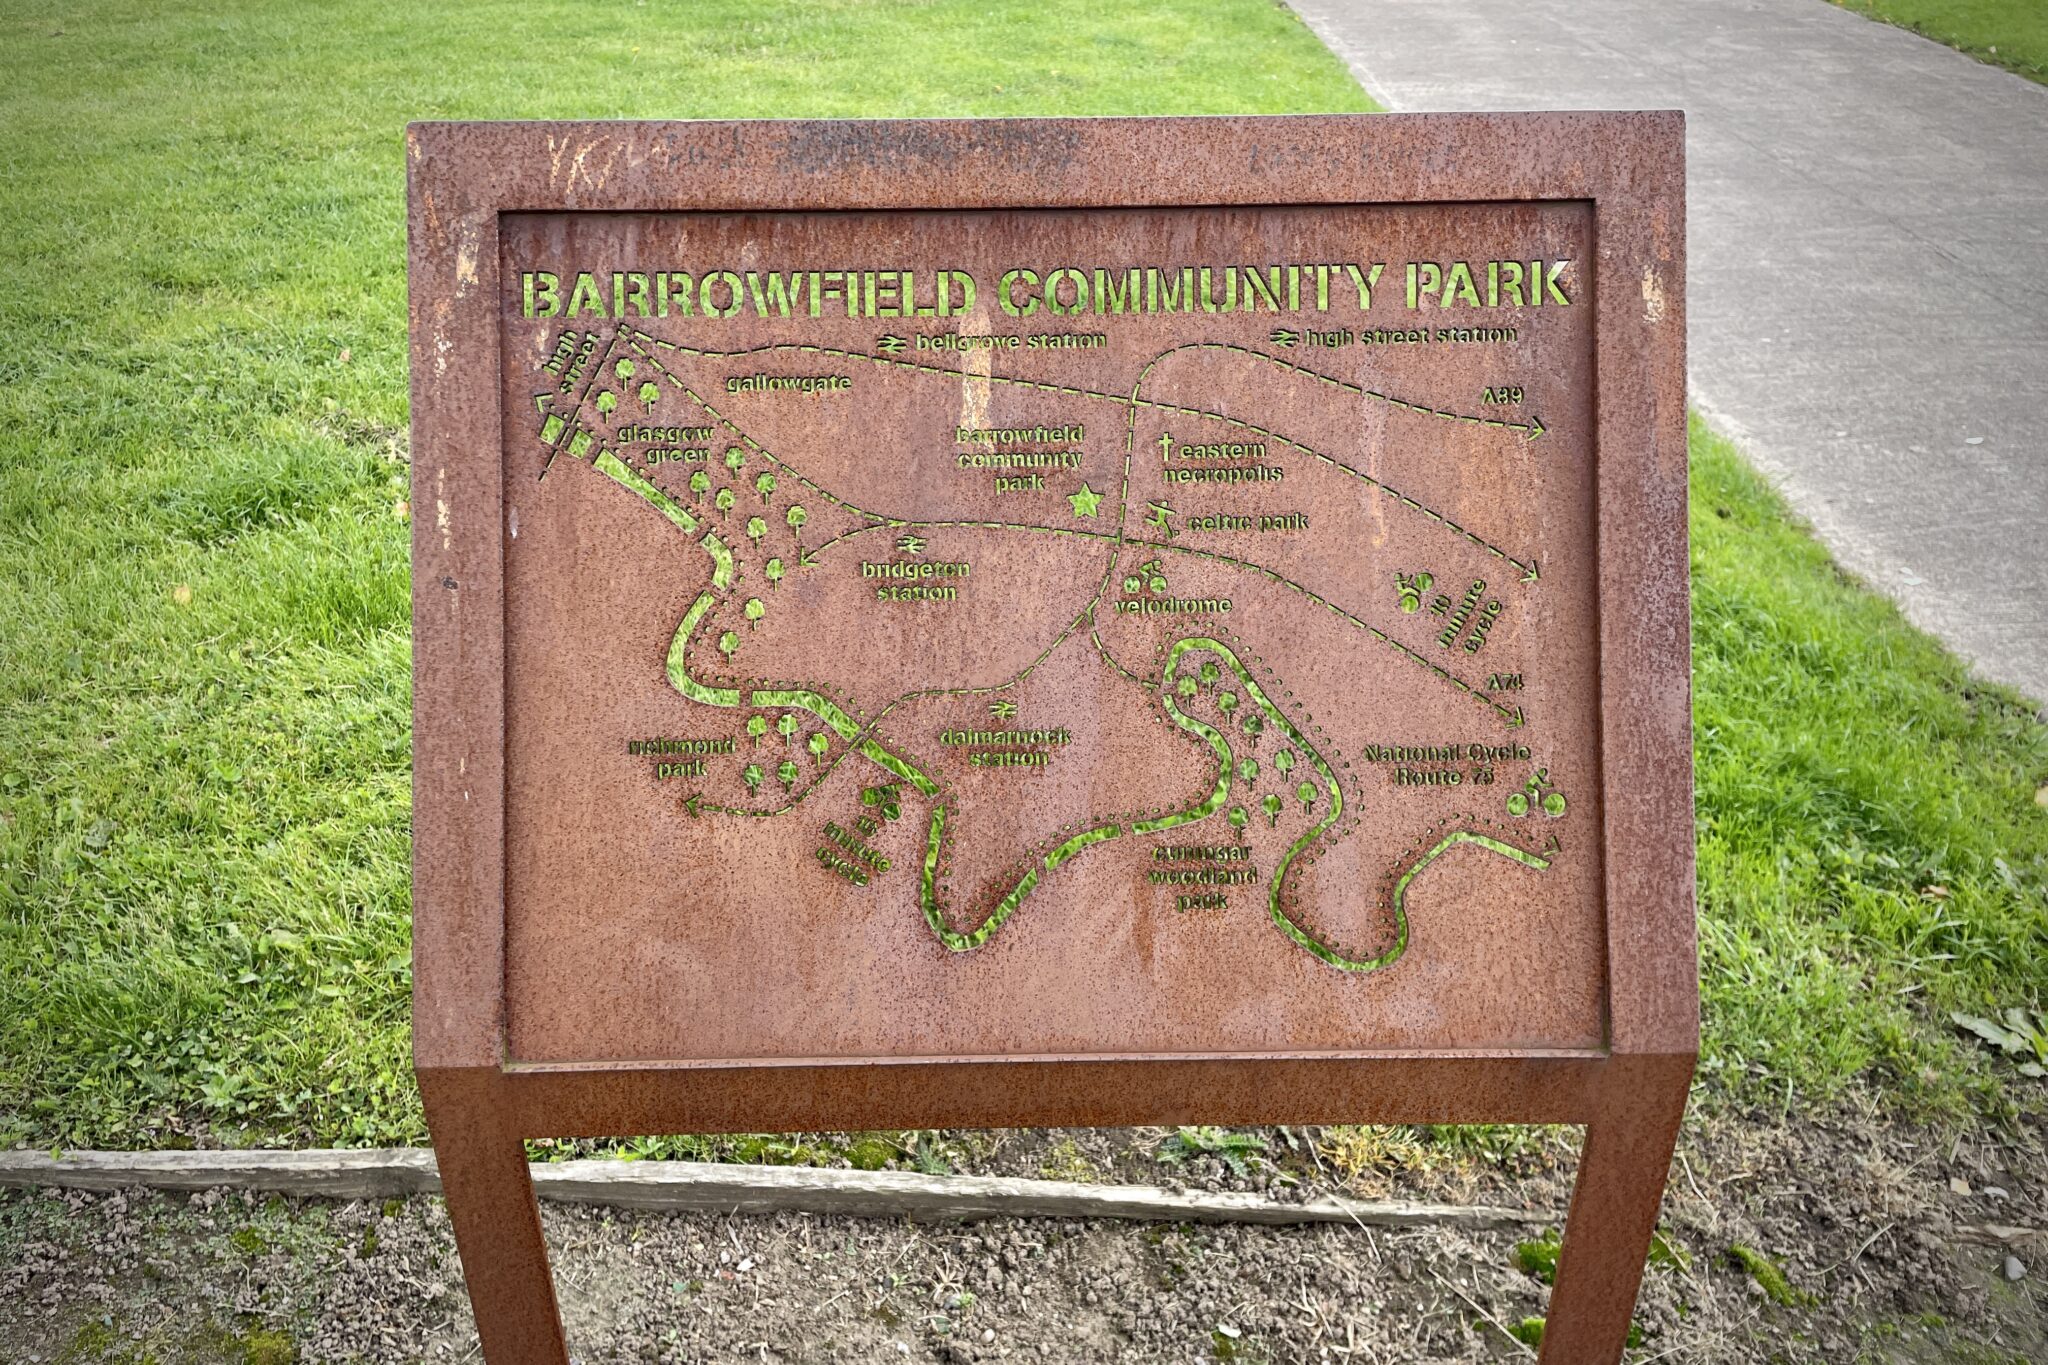 BARROWFIELD COMMUNITY PARK
high
street
bellgrove station
high street station
gallowgate
A89
glasgow
green
barrowfield
community
park
eastern
necropolis
celtic park
bridgeton
station
velodrome
10
minute
cycle
A74
richmond
park
dalmarnock
station
National Cycle
Route 75
minute
cycle
cuningar
woodland
park